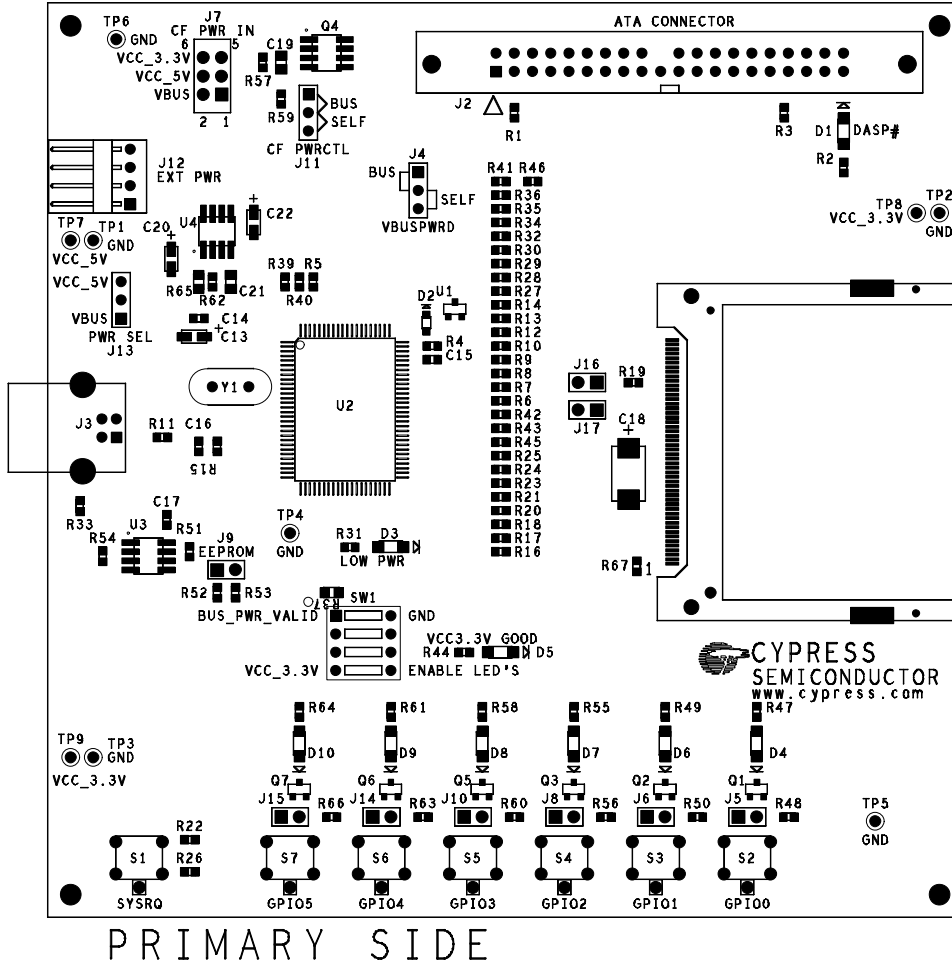 TP6
GND
J7
CF PWR IN
6 5
VCC_3.3V
VCC_5V
VBUS
2 1
C19
R57
Q4
R59
BUS
SELF
CF PWRCTL
J11
ATA CONNECTOR
J2
R1
R3
D1
DASP#
R2
J12
EXT PWR
J4
BUS
SELF
VBUSPWRD
TP8
TP2
VCC_3.3V
GND
TP7
TP1
GND
VCC_5V
C20
U4
C22
R65
R62
C21
R39
R5
R40
VCC_5V
VBUS
PWR SEL
J13
C14
C13
D2
U1
R4
C15
R41
R46
R36
R35
R34
R32
R30
R29
R28
R27
R14
R13
R12
R10
R9
R8
R7
R6
R42
R43
R45
R25
R24
R23
R21
R20
R18
R17
R16
J16
R19
J17
C18
R67
1
J3
Y1
U2
R11
C16
R15
R33
C17
U3
R54
R51
J9
EEPROM
R52
R53
TP4
GND
R31
D3
LOW PWR
R37
SW1
BUS_PWR_VALID
GND
VCC_3.3V
ENABLE LED'S
VCC3.3V GOOD
R44
D5
CYPRESS
SEMICONDUCTOR
www.cypress.com
R64
R61
R58
R55
R49
R47
D10
D9
D8
D7
D6
D4
TP9
TP3
GND
VCC_3.3V
Q7
Q6
Q5
Q3
Q2
Q1
J15
R66
J14
R63
J10
R60
J8
R56
J6
R50
J5
R48
TP5
GND
R22
R26
S1
S7
S6
S5
S4
S3
S2
SYSRQ
GPIO5
GPIO4
GPIO3
GPIO2
GPIO1
GPIO0
PRIMARY SIDE